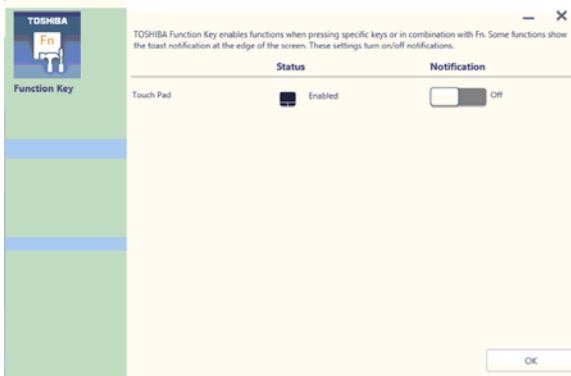 TOSHIBA
Fn
Function Key
TOSHIBA Function Key enables functions when pressing specific keys or in combination with Fn. Some functions show
the toast notification at the edge of the screen. These settings turn on/off notifications.
Status Notification
Touch Pad Enabled Off
OK